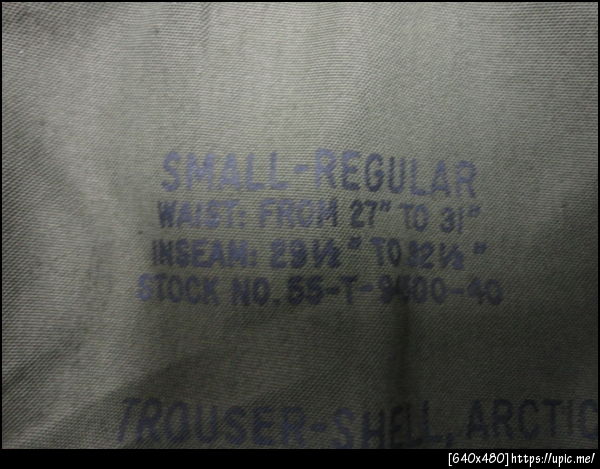 SMALL-REGULAR
WAIST: FROM 27" TO 31"
INSEAM: 29½" TO 32½"
STOCK NO. 55-T-9400-40
TROUSER-SHELL, ARCTIC
[640x480]https://upic.me/